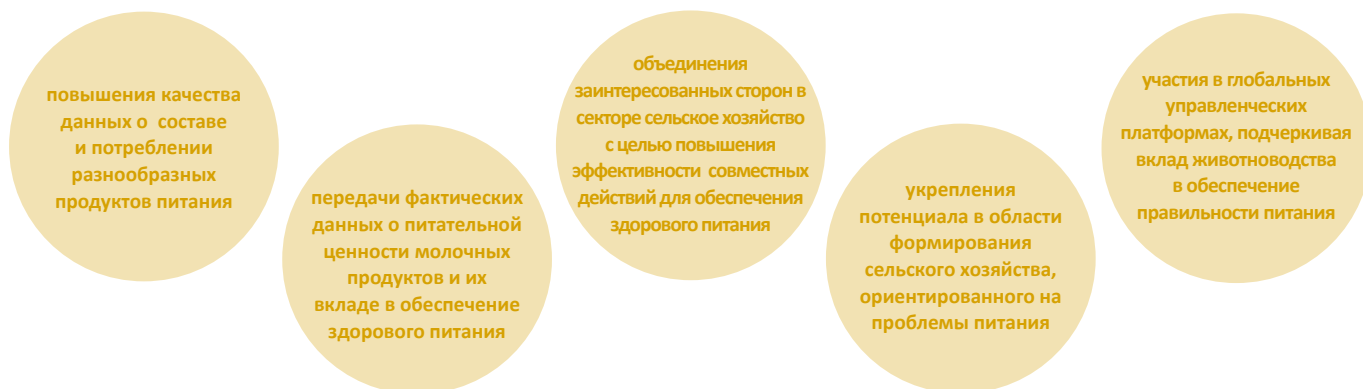 повышения качества
данных о составе
и потреблении
разнообразных
продуктов питания
передачи фактических
данных о питательной
ценности молочных
продуктов и их
вкладе в обеспечение
здорового питания
объединения
заинтересованных сторон в
секторе сельское хозяйство
с целью повышения
эффективности совместных
действий для обеспечения
здорового питания
укрепления
потенциала в области
формирования
сельского хозяйства,
ориентированного на
проблемы питания
участия в глобальных
управленческих
платформах, подчеркивая
вклад животноводства
в обеспечение
правильности питания